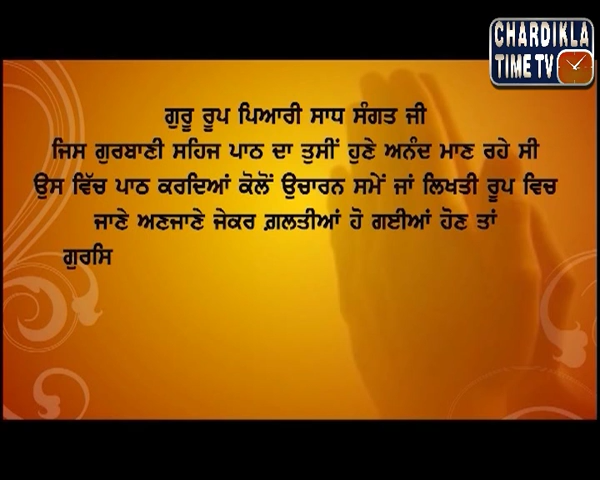 CHARDIKLA
TIME TV
ਗੁਰੂ ਰੂਪ ਪਿਆਰੀ ਸਾਧ ਸੰਗਤ ਜੀ
ਜਿਸ ਗੁਰਬਾਣੀ ਸਹਿਜ ਪਾਠ ਦਾ ਤੁਸੀਂ ਹੁਣੇ ਅਨੰਦ ਮਾਣ ਰਹੇ ਸੀ
ਉਸ ਵਿੱਚ ਪਾਠ ਕਰਦਿਆਂ ਕੋਲੋਂ ਉਚਾਰਨ ਸਮੇਂ ਜਾਂ ਲਿਖਤੀ ਰੂਪ ਵਿਚ
ਜਾਣੇ ਅਣਜਾਣੇ ਜੇਕਰ ਗ਼ਲਤੀਆਂ ਹੋ ਗਈਆਂ ਹੋਣ ਤਾਂ
ਗੁਰਸਿ